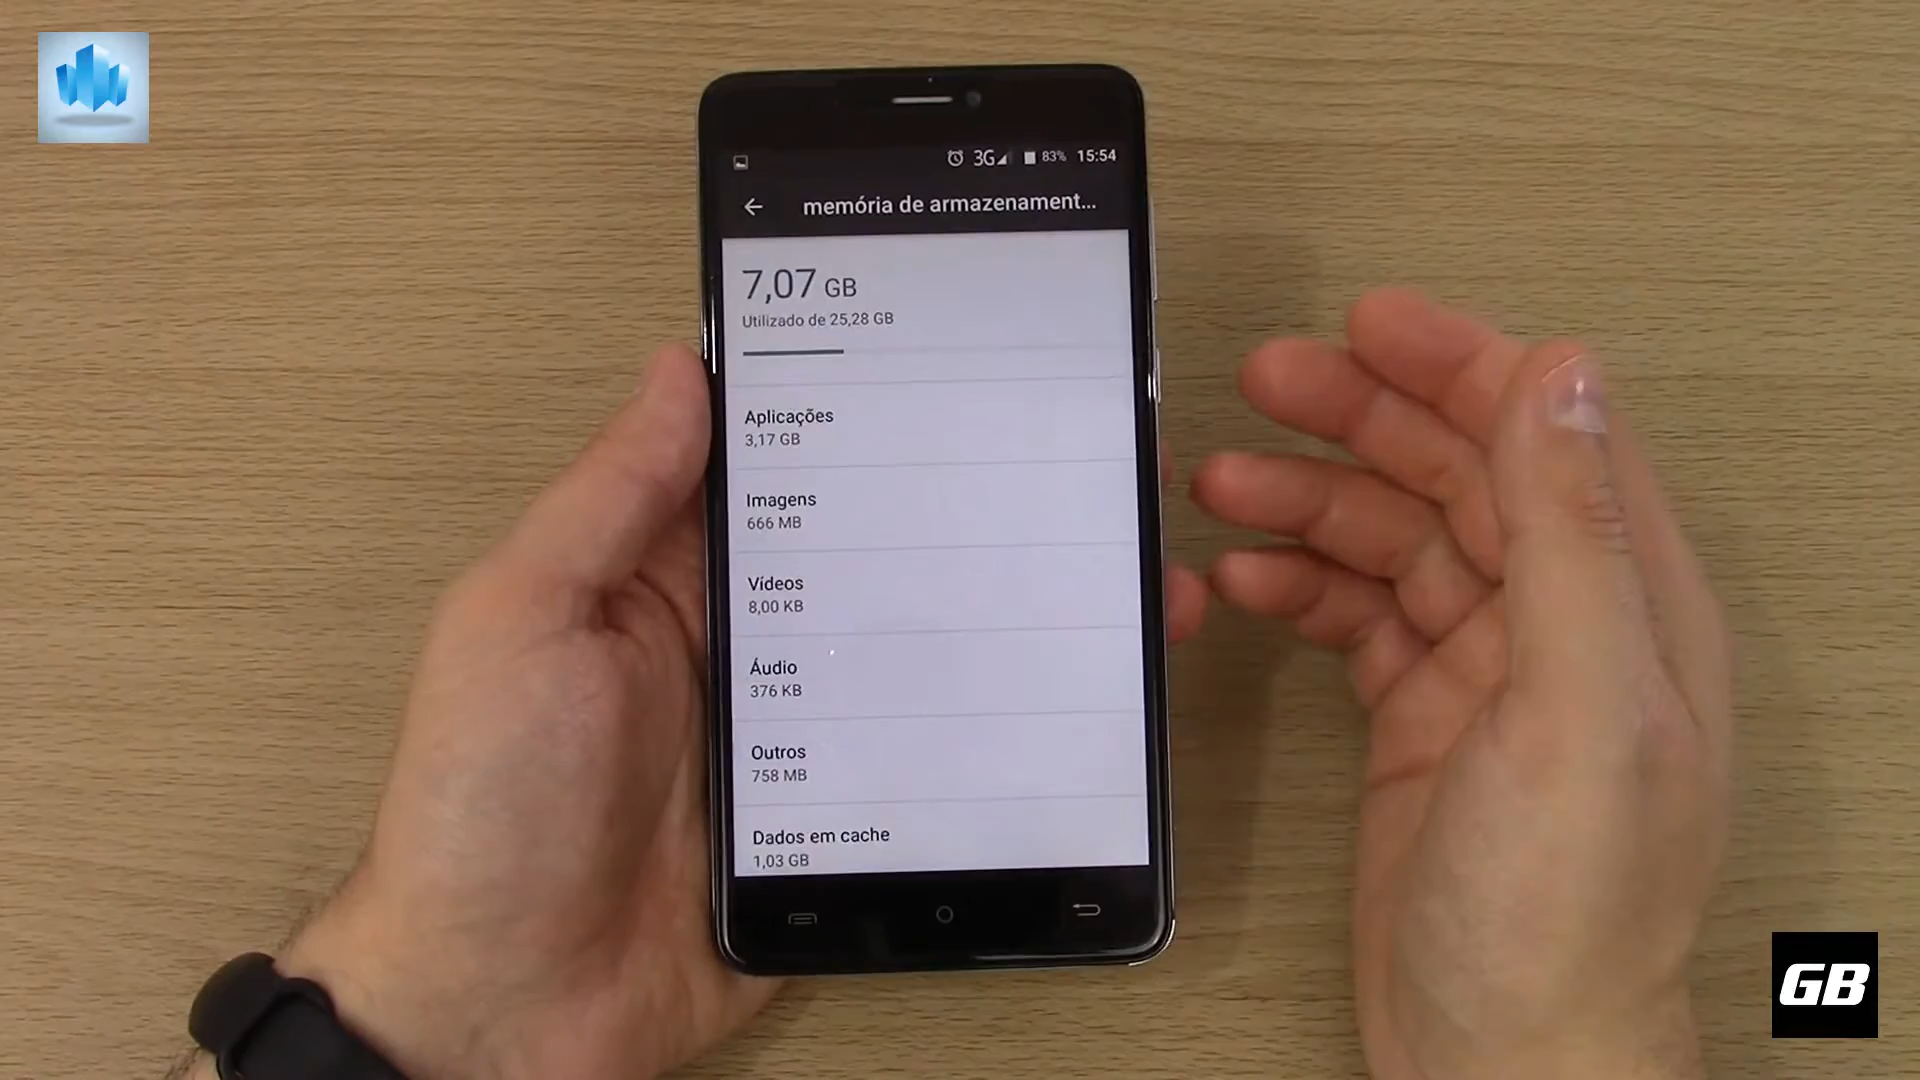 3G 83% 15:54
memória de armazenament...
7,07 GB
Utilizado de 25,28 GB
Aplicações
3,17 GB
Imagens
666 MB
Vídeos
8,00 KB
Áudio
376 KB
Outros
758 MB
Dados em cache
1,03 GB
GB